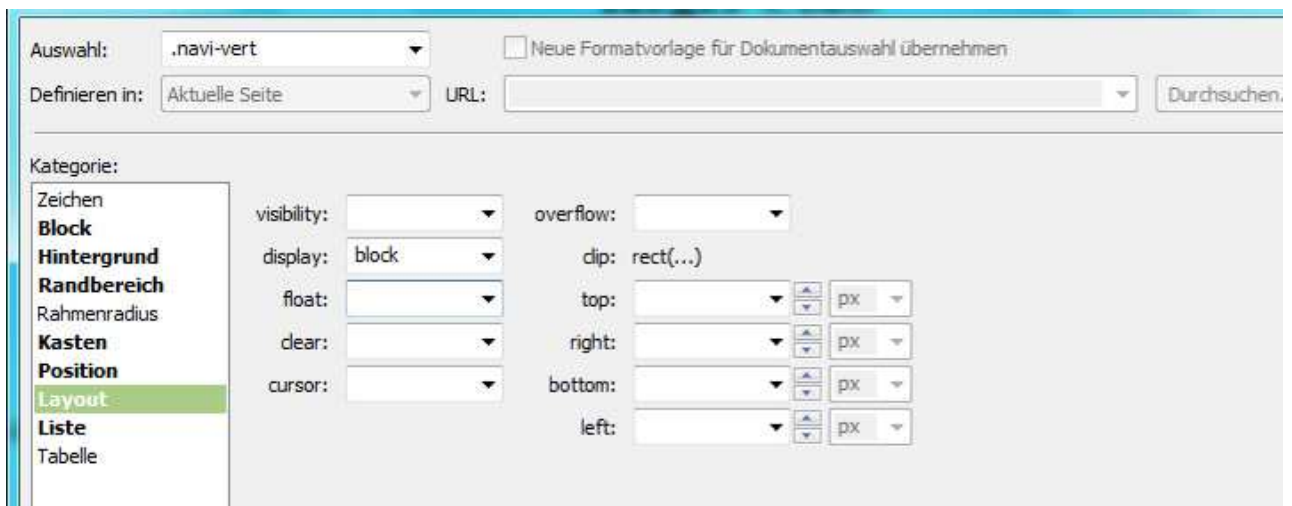 Auswahl: .navi-vert Neue Formatvorlage für Dokumentauswahl übernehmen
Definieren in: Aktuelle Seite URL: Durchsuchen.
Kategorie:
Zeichen
Block
Hintergrund
Randbereich
Rahmenradius
Kasten
Position
Layout
Liste
Tabelle
visibility: overflow:
display: block clip: rect(...)
float: top: px
clear: right: px
cursor: bottom: px
left: px